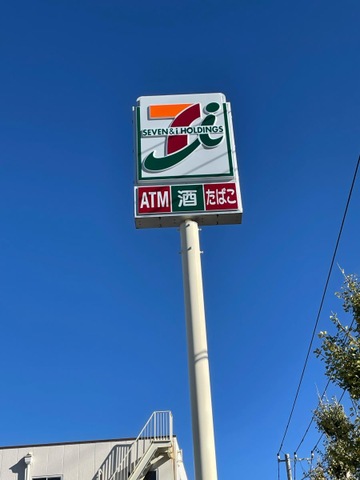 SEVEN & i HOLDINGS
ATM 酒 たばこ